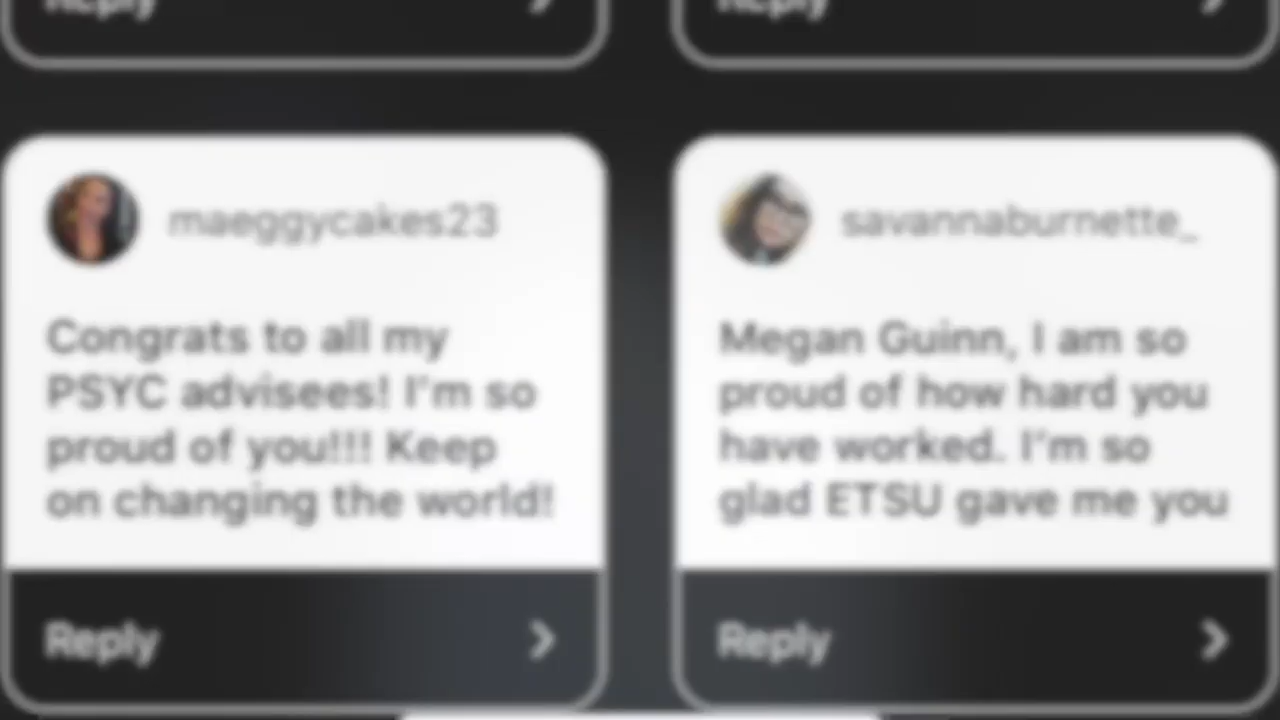 Reply
Reply
maeggycakes23
Congrats to all my
PSYC advisees! I'm so
proud of you!!! Keep
on changing the world!
Reply
savannaburnette_
Megan Guinn, I am so
proud of how hard you
have worked. I'm so
glad ETSU gave me you
Reply